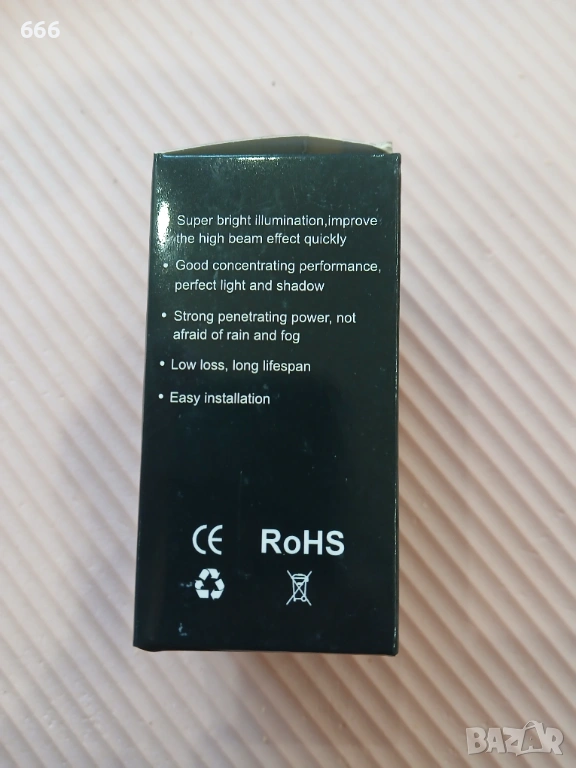 666
Super bright illumination,improve
the high beam effect quickly
• Good concentrating performance,
perfect light and shadow
• Strong penetrating power, not
afraid of rain and fog
• Low loss, long lifespan
• Easy installation
CE RoHS
BAZAR